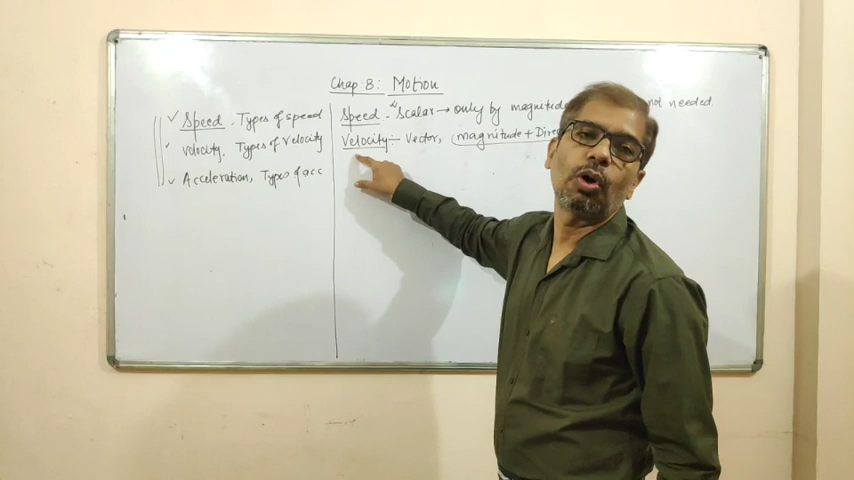 Chap: 8: Motion
✓ Speed. Types of speed
✓ Velocity, Types of velocity
✓ Acceleration, Types of acc
Speed - Scalar → only by magnitude not needed.
Velocity:- Vector, magnitude + Dire